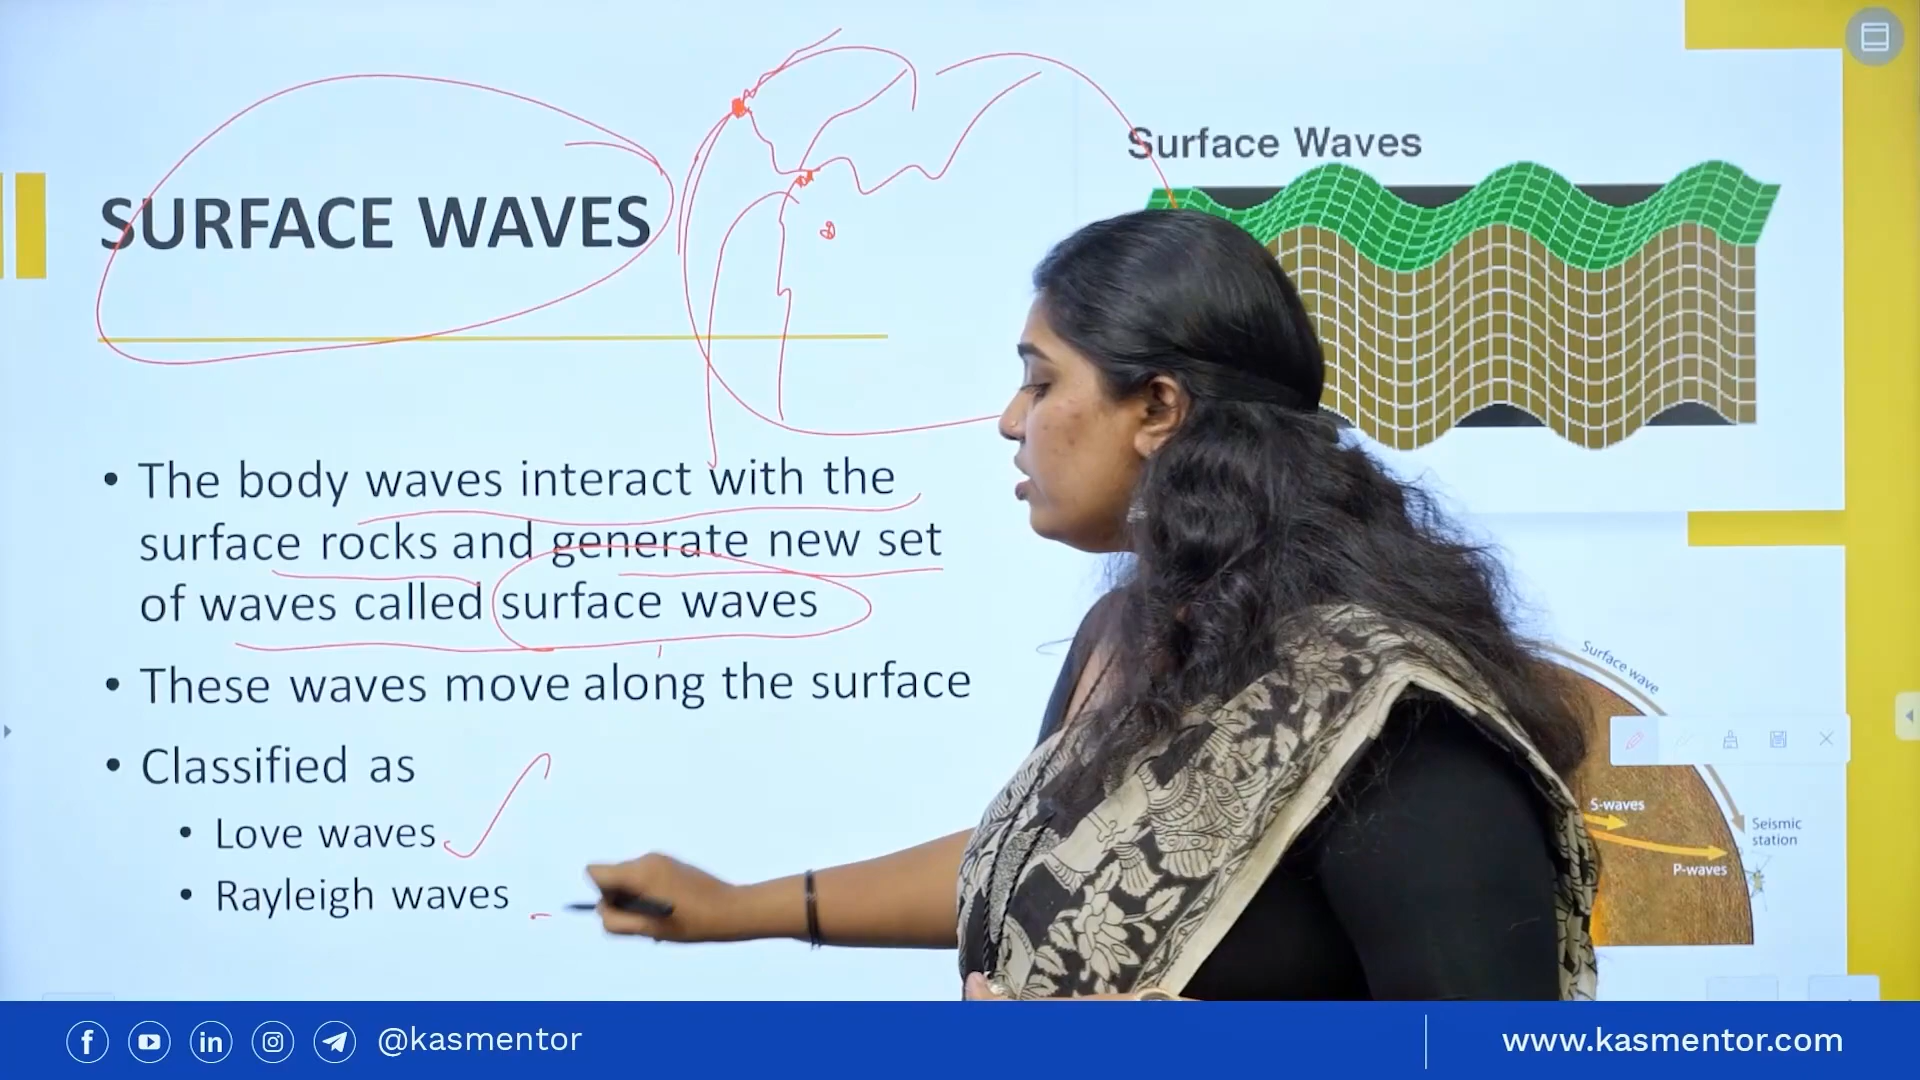 SURFACE WAVES
Surface Waves
• The body waves interact with the
surface rocks and generate new set
of waves called surface waves
• These waves move along the surface
• Classified as
• Love waves
• Rayleigh waves
Surface wave
S-waves
Seismic
station
P-waves
@kasmentor
www.kasmentor.com